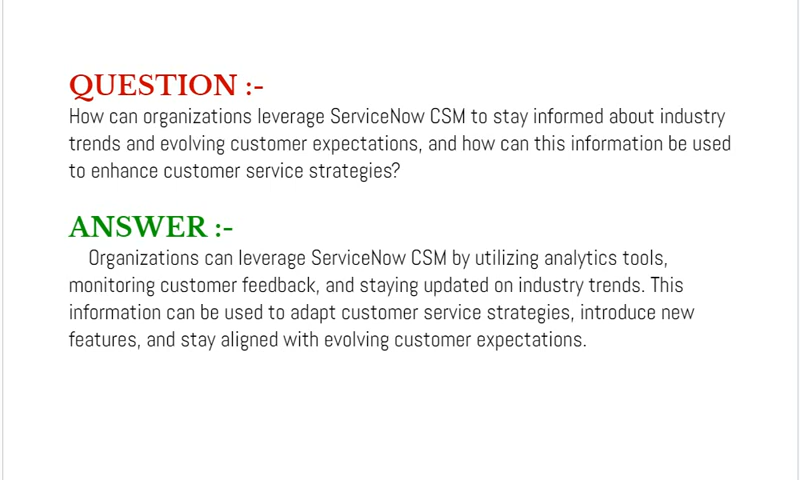 QUESTION :-
How can organizations leverage ServiceNow CSM to stay informed about industry
trends and evolving customer expectations, and how can this information be used
to enhance customer service strategies?
ANSWER :-
Organizations can leverage ServiceNow CSM by utilizing analytics tools,
monitoring customer feedback, and staying updated on industry trends. This
information can be used to adapt customer service strategies, introduce new
features, and stay aligned with evolving customer expectations.